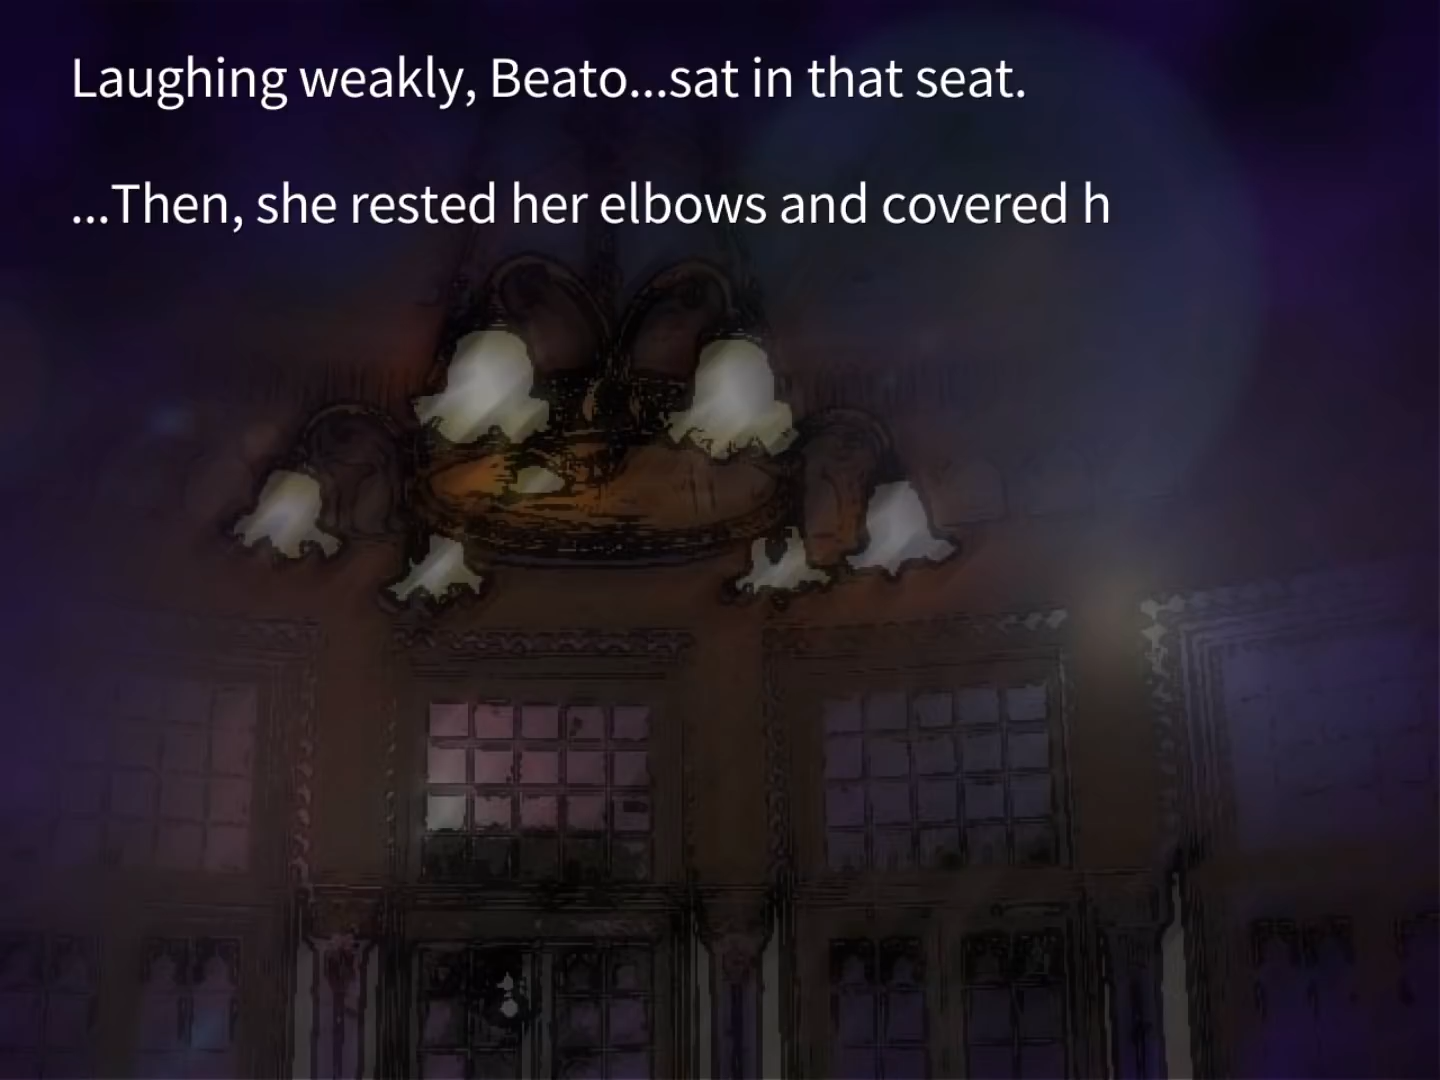 Laughing weakly, Beato...sat in that seat.
...Then, she rested her elbows and covered h